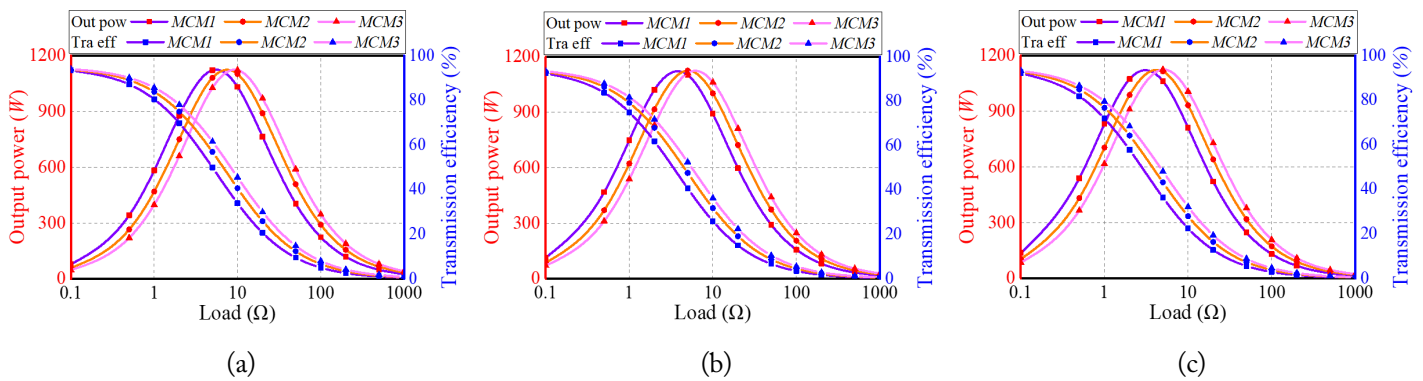 Out pow MCM1 MCM2 MCM3
Tra eff MCM1 MCM2 MCM3
1200
900
600
300
0
Output power (W)
100
80
60
40
20
0
Transmission efficiency (%)
0.1 1 10 100 1000
Load (Ω)
(a)
Out pow MCM1 MCM2 MCM3
Tra eff MCM1 MCM2 MCM3
1200
900
600
300
0
Output power (W)
100
80
60
40
20
0
Transmission efficiency (%)
0.1 1 10 100 1000
Load (Ω)
(b)
Out pow MCM1 MCM2 MCM3
Tra eff MCM1 MCM2 MCM3
1200
900
600
300
0
Output power (W)
100
80
60
40
20
0
Transmission efficiency (%)
0.1 1 10 100 1000
Load (Ω)
(c)